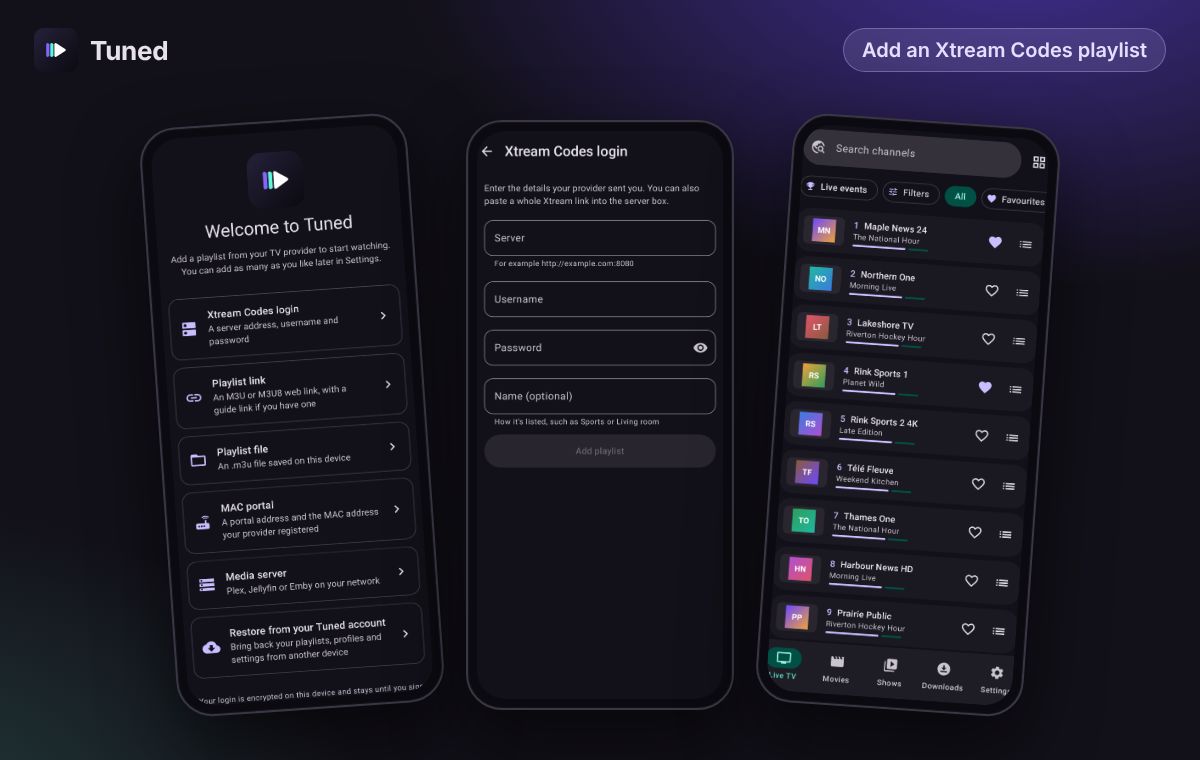 Tuned
Add an Xtream Codes playlist
Welcome to Tuned
Add a playlist from your TV provider to start watching.
You can add as many as you like later in Settings.
Xtream Codes login
A server address, username and
password
Playlist link
An M3U or M3U8 web link, with a
guide link if you have one
Playlist file
An .m3u file saved on this device
MAC portal
A portal address and the MAC address
your provider registered
Media server
Plex, Jellyfin or Emby on your network
Restore from your Tuned account
Bring back your playlists, profiles and
settings from another device
Your login is encrypted on this device and stays until you
Xtream Codes login
Enter the details your provider sent you. You can also
paste a whole Xtream link into the server box.
Server
For example http://example.com:8080
Username
Password
Name (optional)
How it's listed, such as Sports or Living room
Add playlist
Search channels
Live events
Filters
All
Favourites
MN
1 Maple News 24
The National Hour
NO
2 Northern One
Morning Live
LT
3 Lakeshore TV
Riverton Hockey Hour
RS
4 Rink Sports 1
Planet Wild
RS
5 Rink Sports 2 4K
Late Edition
TF
6 Télé Fleuve
Weekend Kitchen
TO
7 Thames One
The National Hour
HN
8 Harbour News HD
Morning Live
PP
9 Prairie Public
Riverton Hockey Hour
Live TV
Movies
Shows
Downloads
Settings